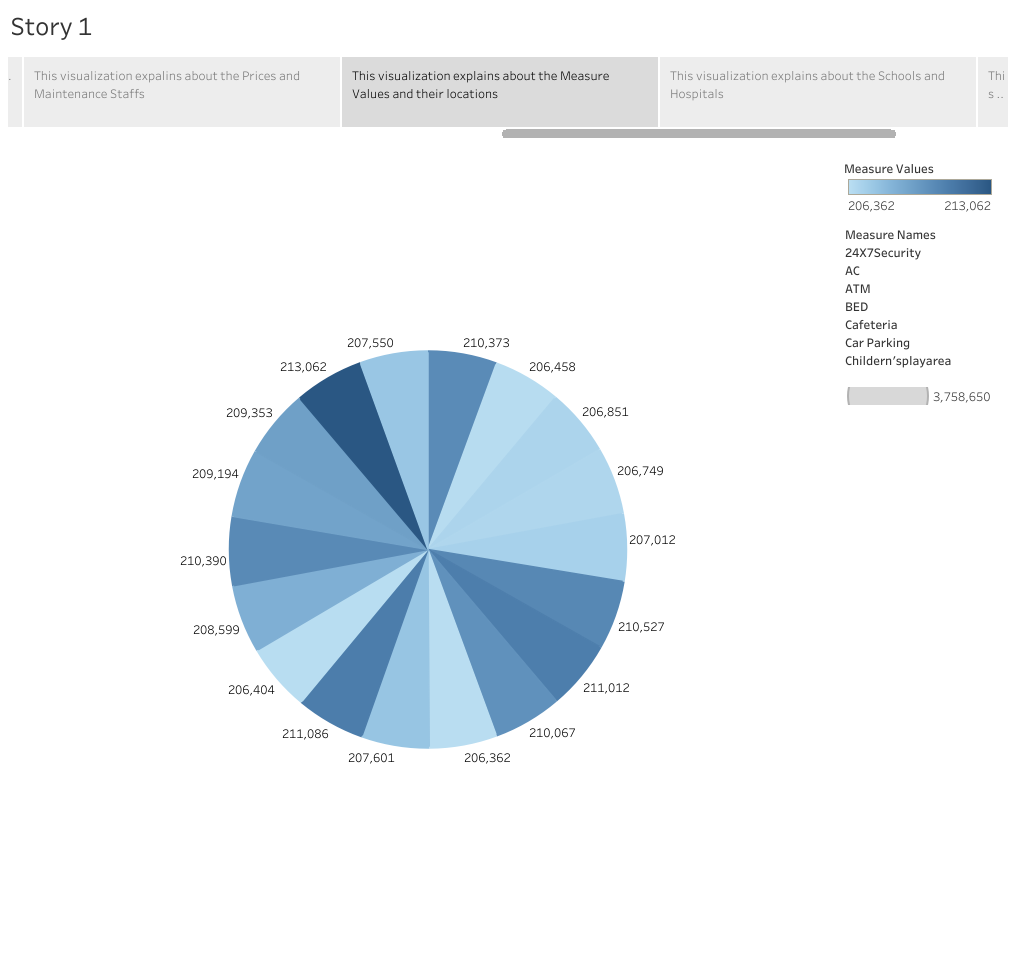 Story 1
.
This visualization expalins about the Prices and
Maintenance Staffs
This visualization explains about the Measure
Values and their locations
This visualization explains about the Schools and
Hospitals
Thi
s ..
Measure Values
206,362 213,062
Measure Names
24X7Security
AC
ATM
BED
Cafeteria
Car Parking
Childern'splayarea
3,758,650
207,550 210,373
213,062 206,458
209,353 206,851
209,194 206,749
210,390 207,012
208,599 210,527
206,404 211,012
211,086 210,067
207,601 206,362